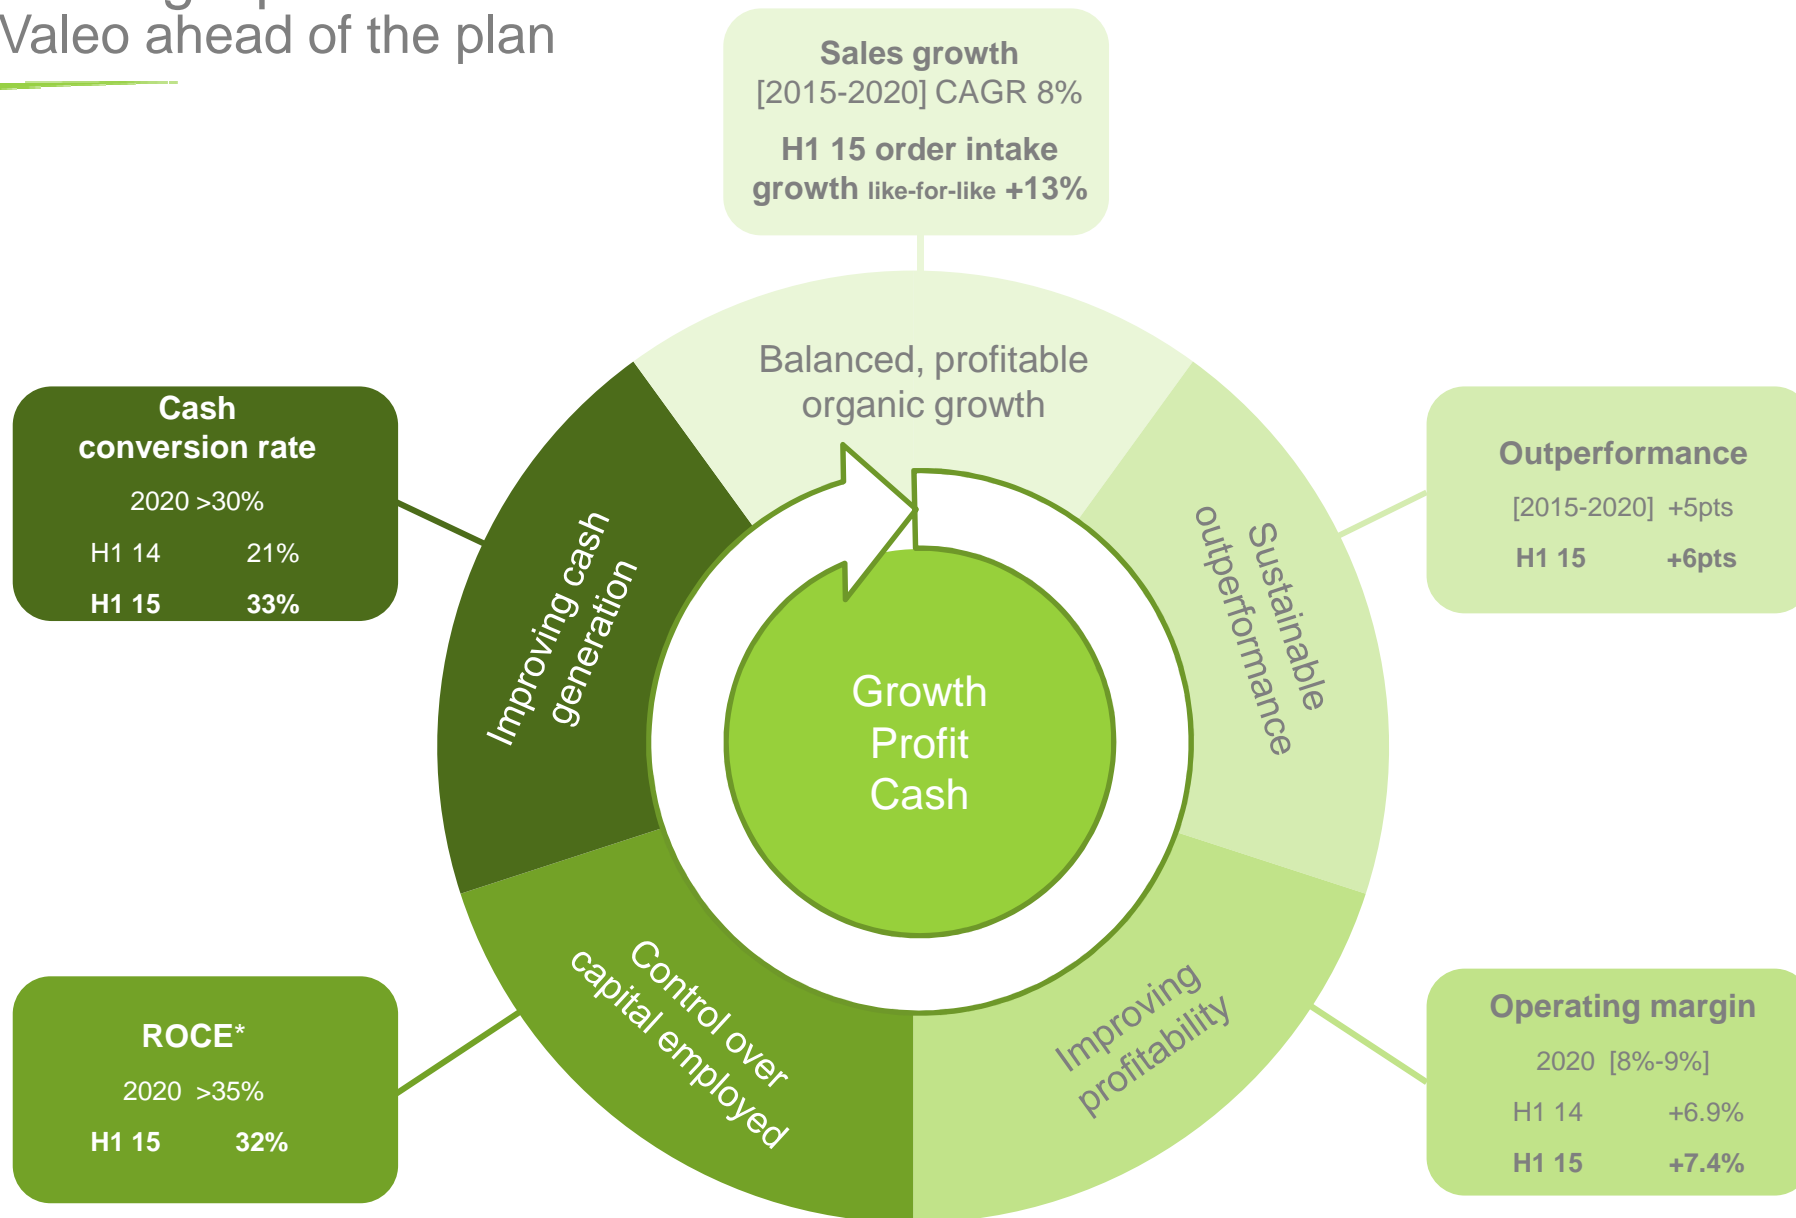 Valeo ahead of the plan
Sales growth
[2015-2020] CAGR 8%
H1 15 order intake
growth like-for-like +13%
Balanced, profitable
organic growth
Cash
conversion rate
2020 >30%
H1 14 21%
H1 15 33%
Improving cash
generation
Sustainable
outperformance
Outperformance
[2015-2020] +5pts
H1 15 +6pts
Growth
Profit
Cash
Control over
capital employed
Improving
profitability
ROCE*
2020 >35%
H1 15 32%
Operating margin
2020 [8%-9%]
H1 14 +6.9%
H1 15 +7.4%